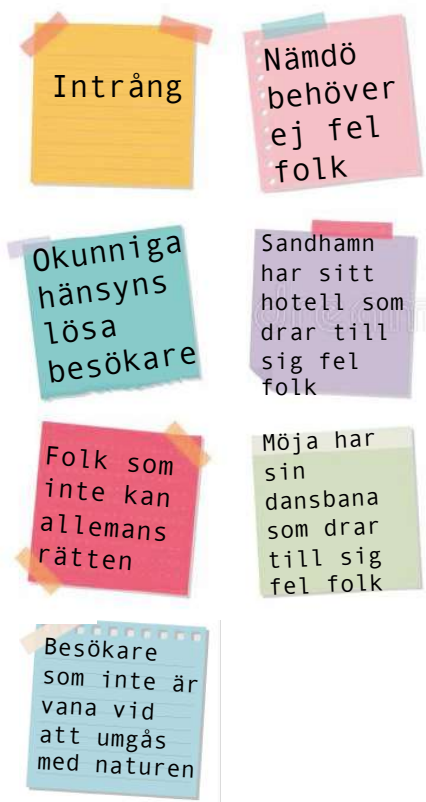 Intrång
Nämdö
behöver
ej fel
folk
Okunniga
hänsyns
lösa
besökare
Sandhamn
har sitt
hotell som
drar till
sig fel
folk
Folk som
inte kan
allemans
rätten
Möja har
sin
dansbana
som drar
till sig
fel folk
Besökare
som inte är
vana vid
att umgås
med naturen